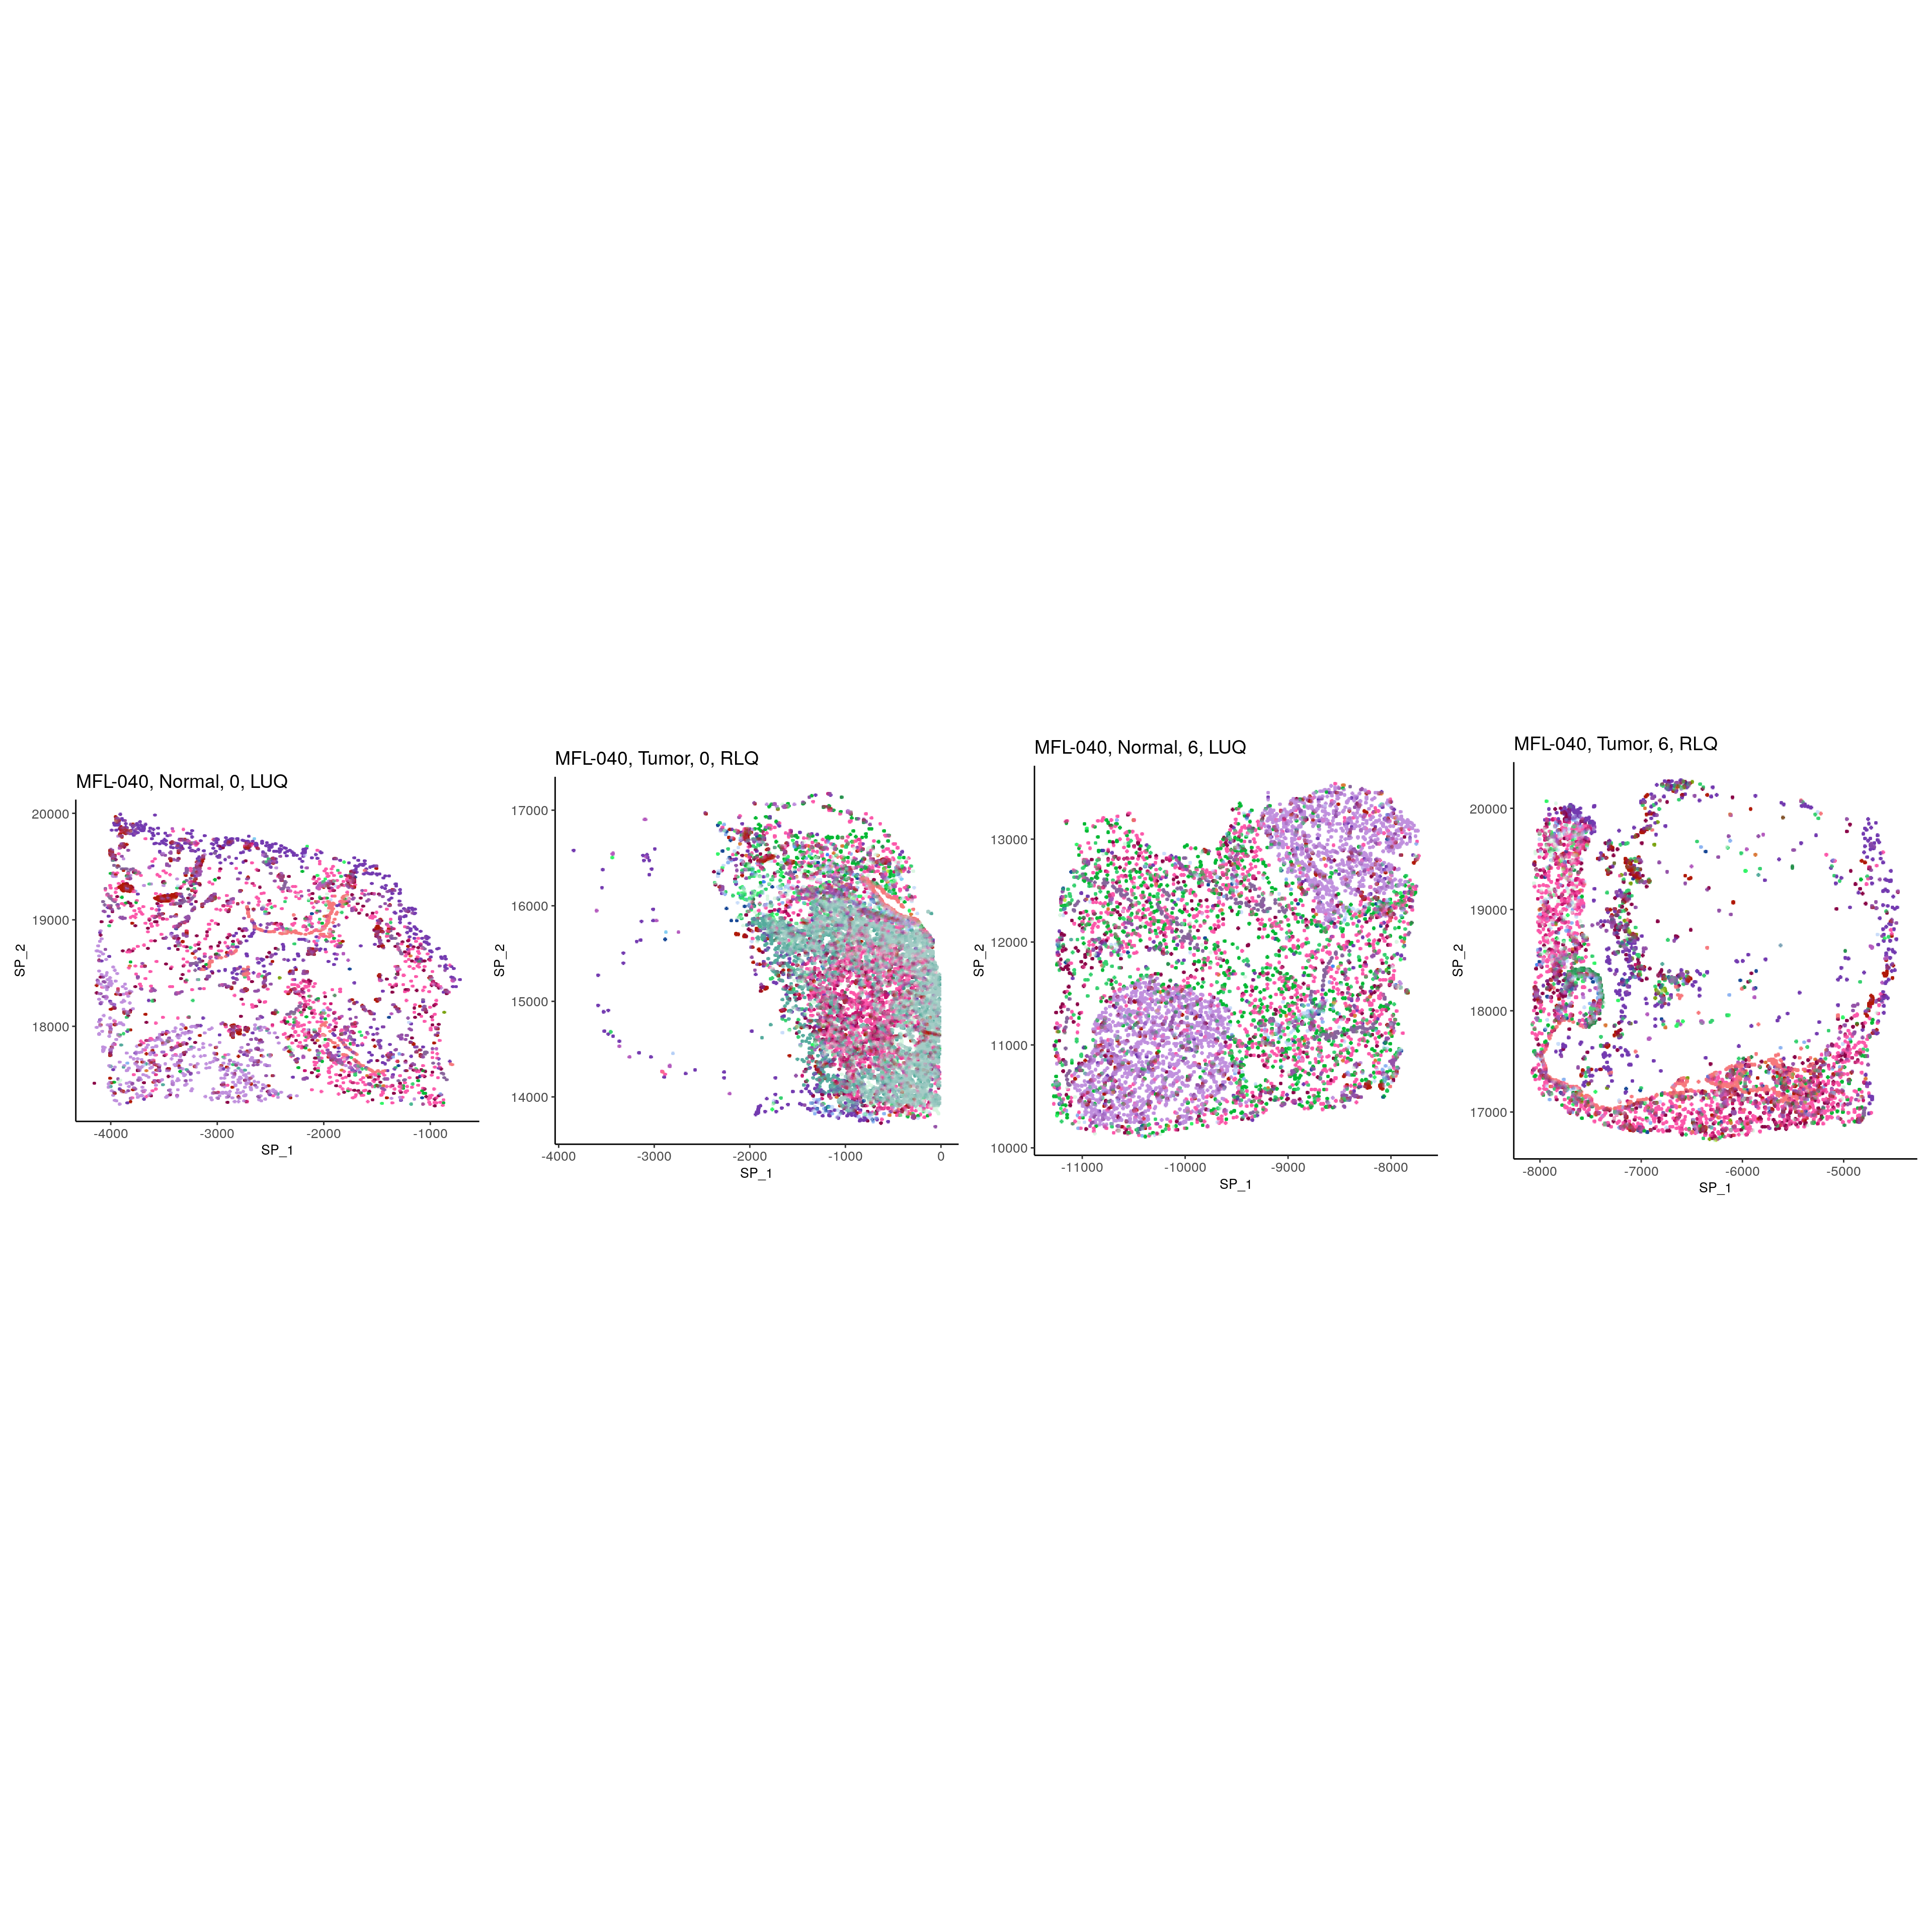 MFL-040, Normal, 0, LUQ
20000
19000
18000
SP_2
-4000 -3000 -2000 -1000
SP_1
MFL-040, Tumor, 0, RLQ
17000
16000
15000
14000
SP_2
-4000 -3000 -2000 -1000 0
SP_1
MFL-040, Normal, 6, LUQ
13000
12000
11000
10000
SP_2
-11000 -10000 -9000 -8000
SP_1
MFL-040, Tumor, 6, RLQ
20000
19000
18000
17000
SP_2
-8000 -7000 -6000 -5000
SP_1